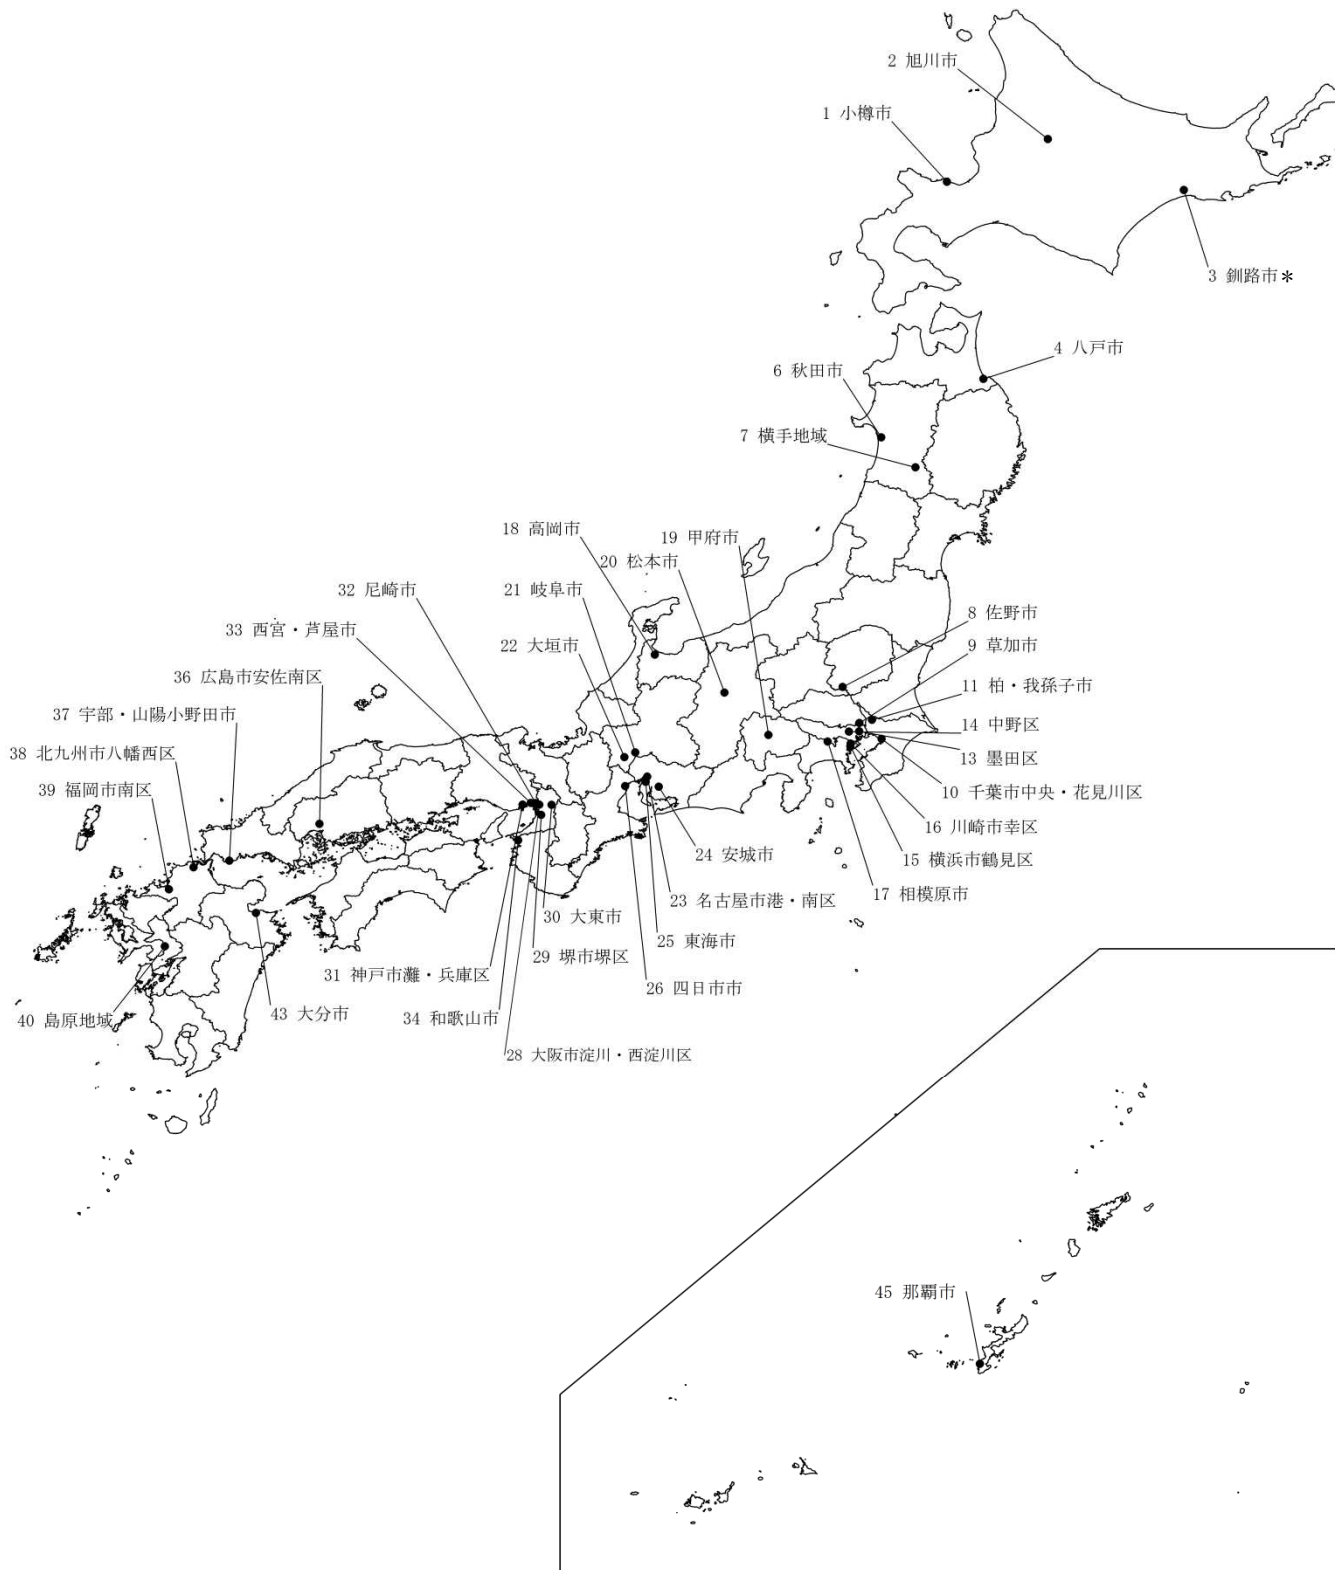 2 旭川市
1 小樽市
3 釧路市*
4 八戸市
6 秋田市
7 横手地域
18 高岡市
19 甲府市
20 松本市
32 尼崎市
21 岐阜市
33 西宮・芦屋市
22 大垣市
8 佐野市
9 草加市
36 広島市安佐南区
11 柏・我孫子市
37 宇部・山陽小野田市
14 中野区
38 北九州市八幡西区
13 墨田区
39 福岡市南区
10 千葉市中央・花見川区
16 川崎市幸区
24 安城市
15 横浜市鶴見区
23 名古屋市港・南区
17 相模原市
30 大東市
25 東海市
29 堺市堺区
31 神戸市灘・兵庫区
26 四日市市
43 大分市
34 和歌山市
40 島原地域
28 大阪市淀川・西淀川区
45 那覇市